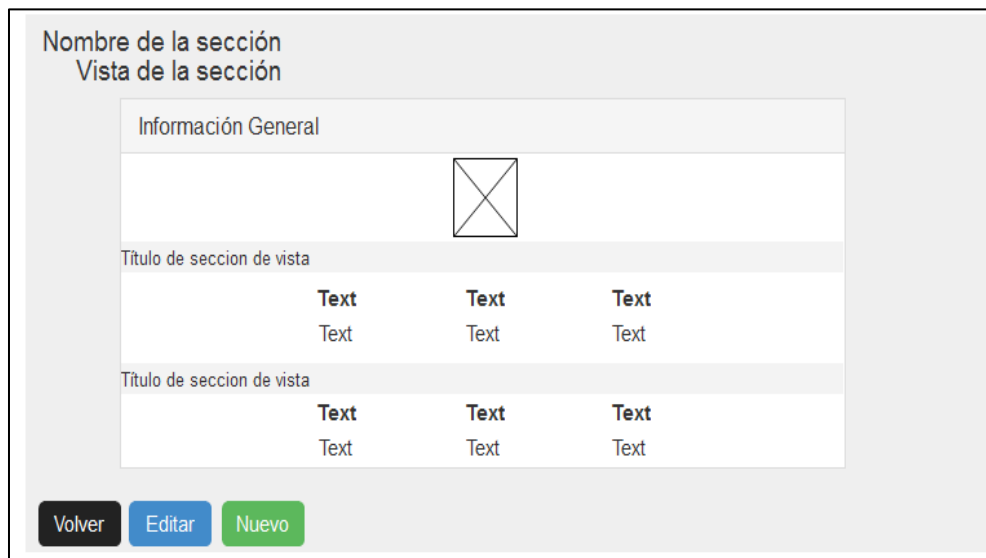 Nombre de la sección
Vista de la sección
Información General
Título de seccion de vista
Text Text Text
Text Text Text
Título de seccion de vista
Text Text Text
Text Text Text
Volver Editar Nuevo